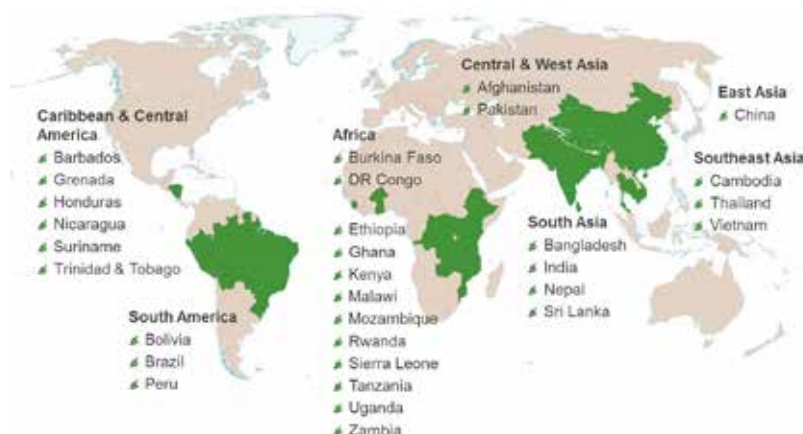 Caribbean & Central
America
Barbados
Grenada
Honduras
Nicaragua
Suriname
Trinidad & Tobago
South America
Bolivia
Brazil
Peru
Africa
Burkina Faso
DR Congo
Ethiopia
Ghana
Kenya
Malawi
Mozambique
Rwanda
Sierra Leone
Tanzania
Uganda
Zambia
Central & West Asia
Afghanistan
Pakistan
South Asia
Bangladesh
India
Nepal
Sri Lanka
East Asia
China
Southeast Asia
Cambodia
Thailand
Vietnam